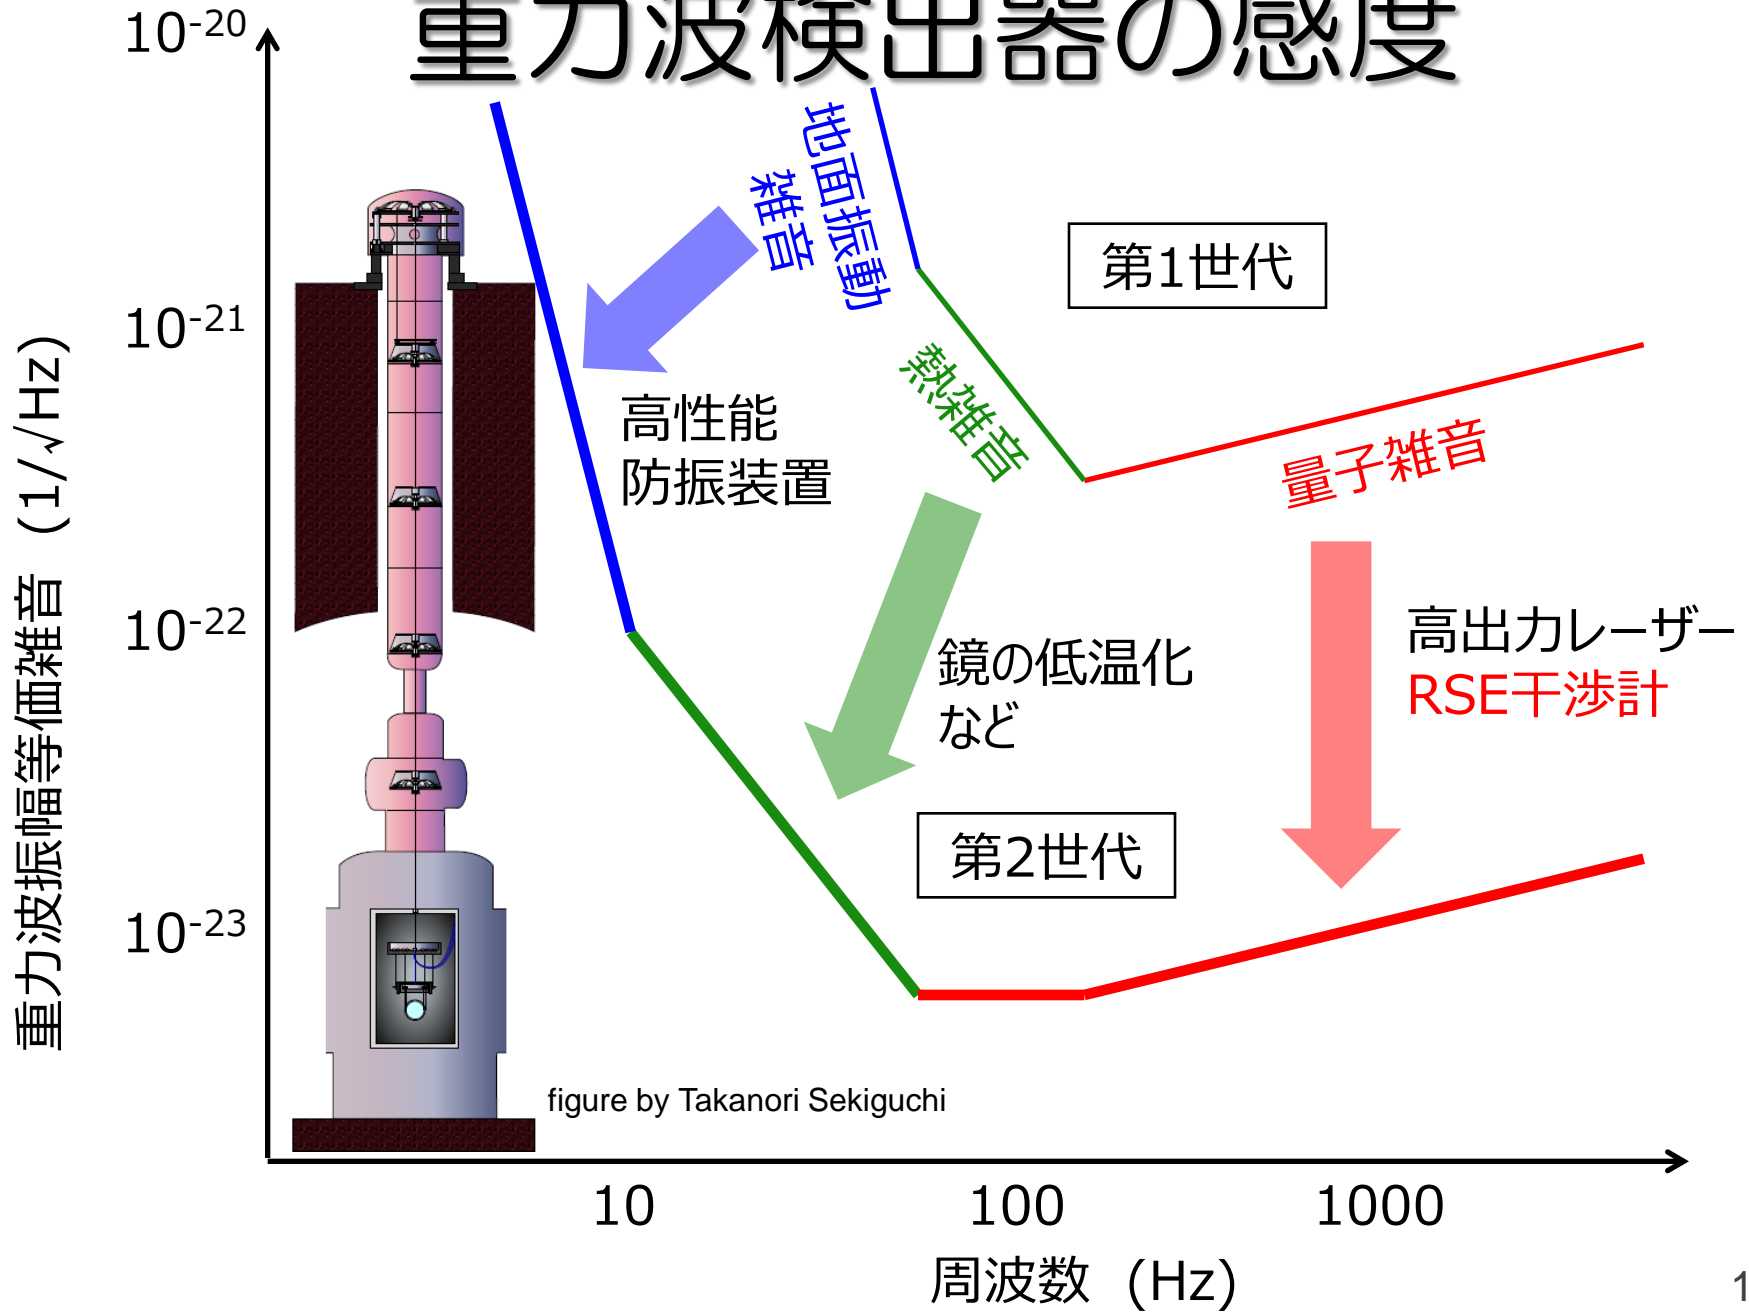 重力波検出器の感度
10-20
10-21
10-22
10-23
重力波振幅等価雑音 (1/√Hz)
地面振動
雑音
第1世代
熱雑音
量子雑音
高性能
防振装置
鏡の低温化
など
高出力レーザー
RSE干渉計
第2世代
figure by Takanori Sekiguchi
10
100
1000
周波数 (Hz)
1